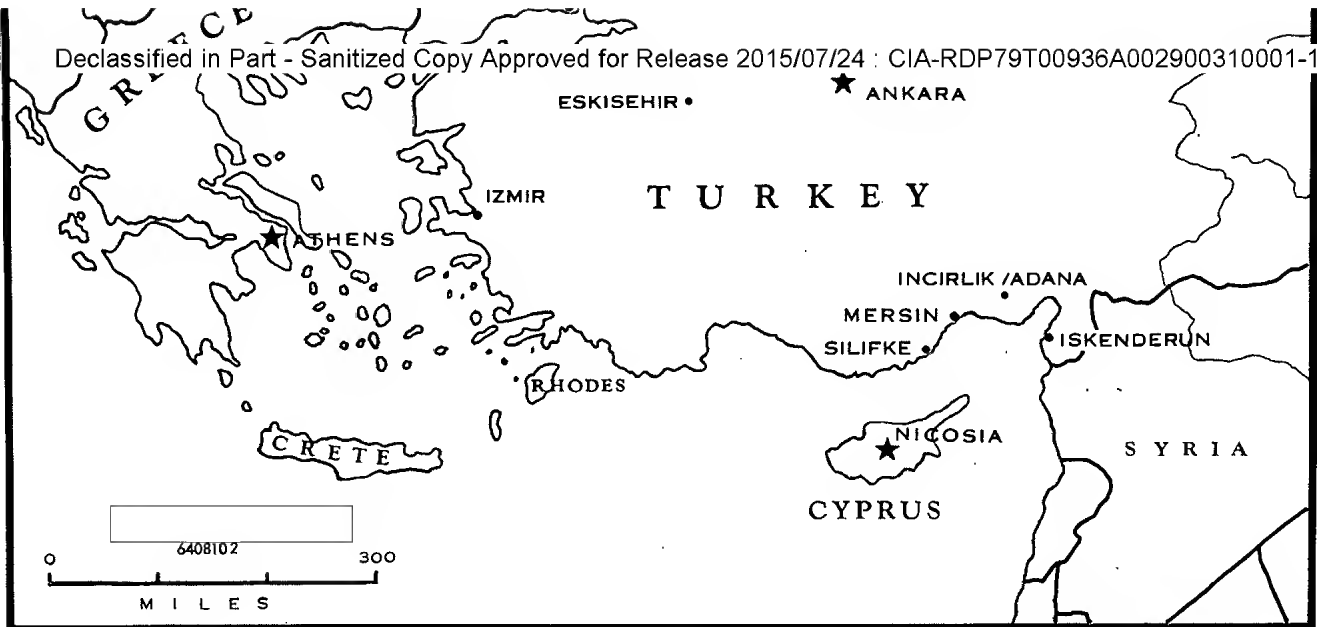 GREECE
Declassified in Part - Sanitized Copy Approved for Release 2015/07/24 : CIA-RDP79T00936A002900310001-1
ESKISEHIR
ANKARA
IZMIR
TURKEY
ATHENS
INCIRLIK/ADANA
MERSIN
SILIFKE
ISKENDERUN
RHODES
CRETE
NICOSIA
SYRIA
CYPRUS
6408102
0 300
MILES